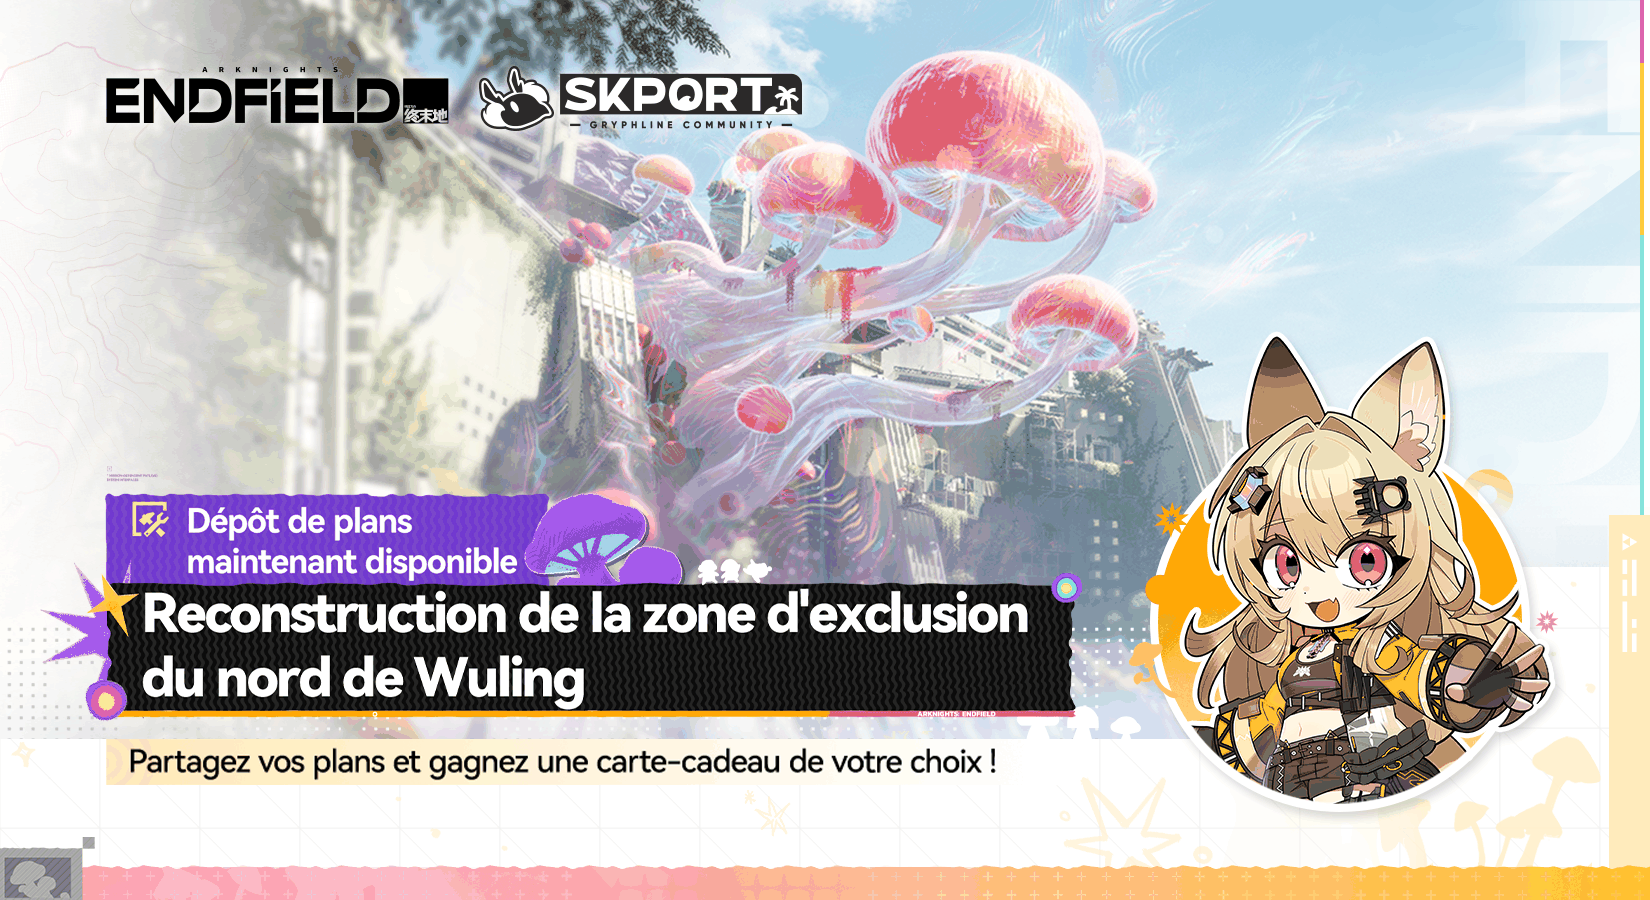 ARKNIGHTS
ENDFIELD
终末地
SKPORT
GRYPHLINE COMMUNITY
Dépôt de plans
maintenant disponible
Reconstruction de la zone d'exclusion
du nord de Wuling
ARKNIGHTS: ENDFIELD
Partagez vos plans et gagnez une carte-cadeau de votre choix !